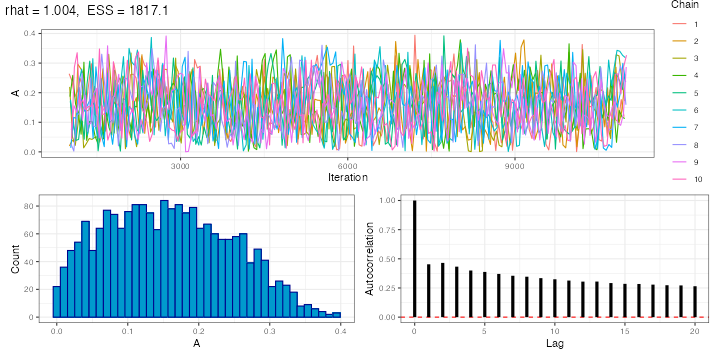 rhat = 1.004,  ESS = 1817.1
Chain
1
2
3
4
5
6
7
8
9
10
A
0.4
0.3
0.2
0.1
0.0
3000 6000 9000
Iteration
Count
80
60
40
20
0
0.0 0.1 0.2 0.3 0.4
A
Autocorrelation
1.00
0.75
0.50
0.25
0.00
0 5 10 15 20
Lag